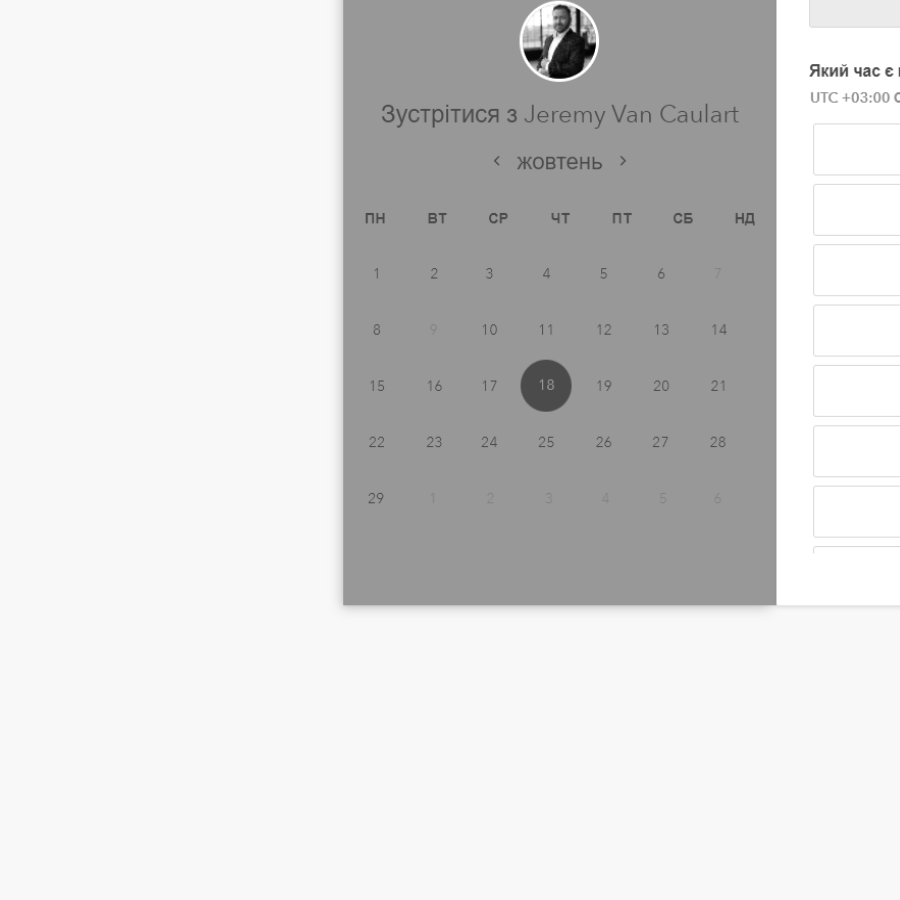 Зустрітися з Jeremy Van Caulart
‹ жовтень ›
ПН ВТ СР ЧТ ПТ СБ НД
1 2 3 4 5 6 7
8 9 10 11 12 13 14
15 16 17 18 19 20 21
22 23 24 25 26 27 28
29 1 2 3 4 5 6
Який час є
UTC +03:00